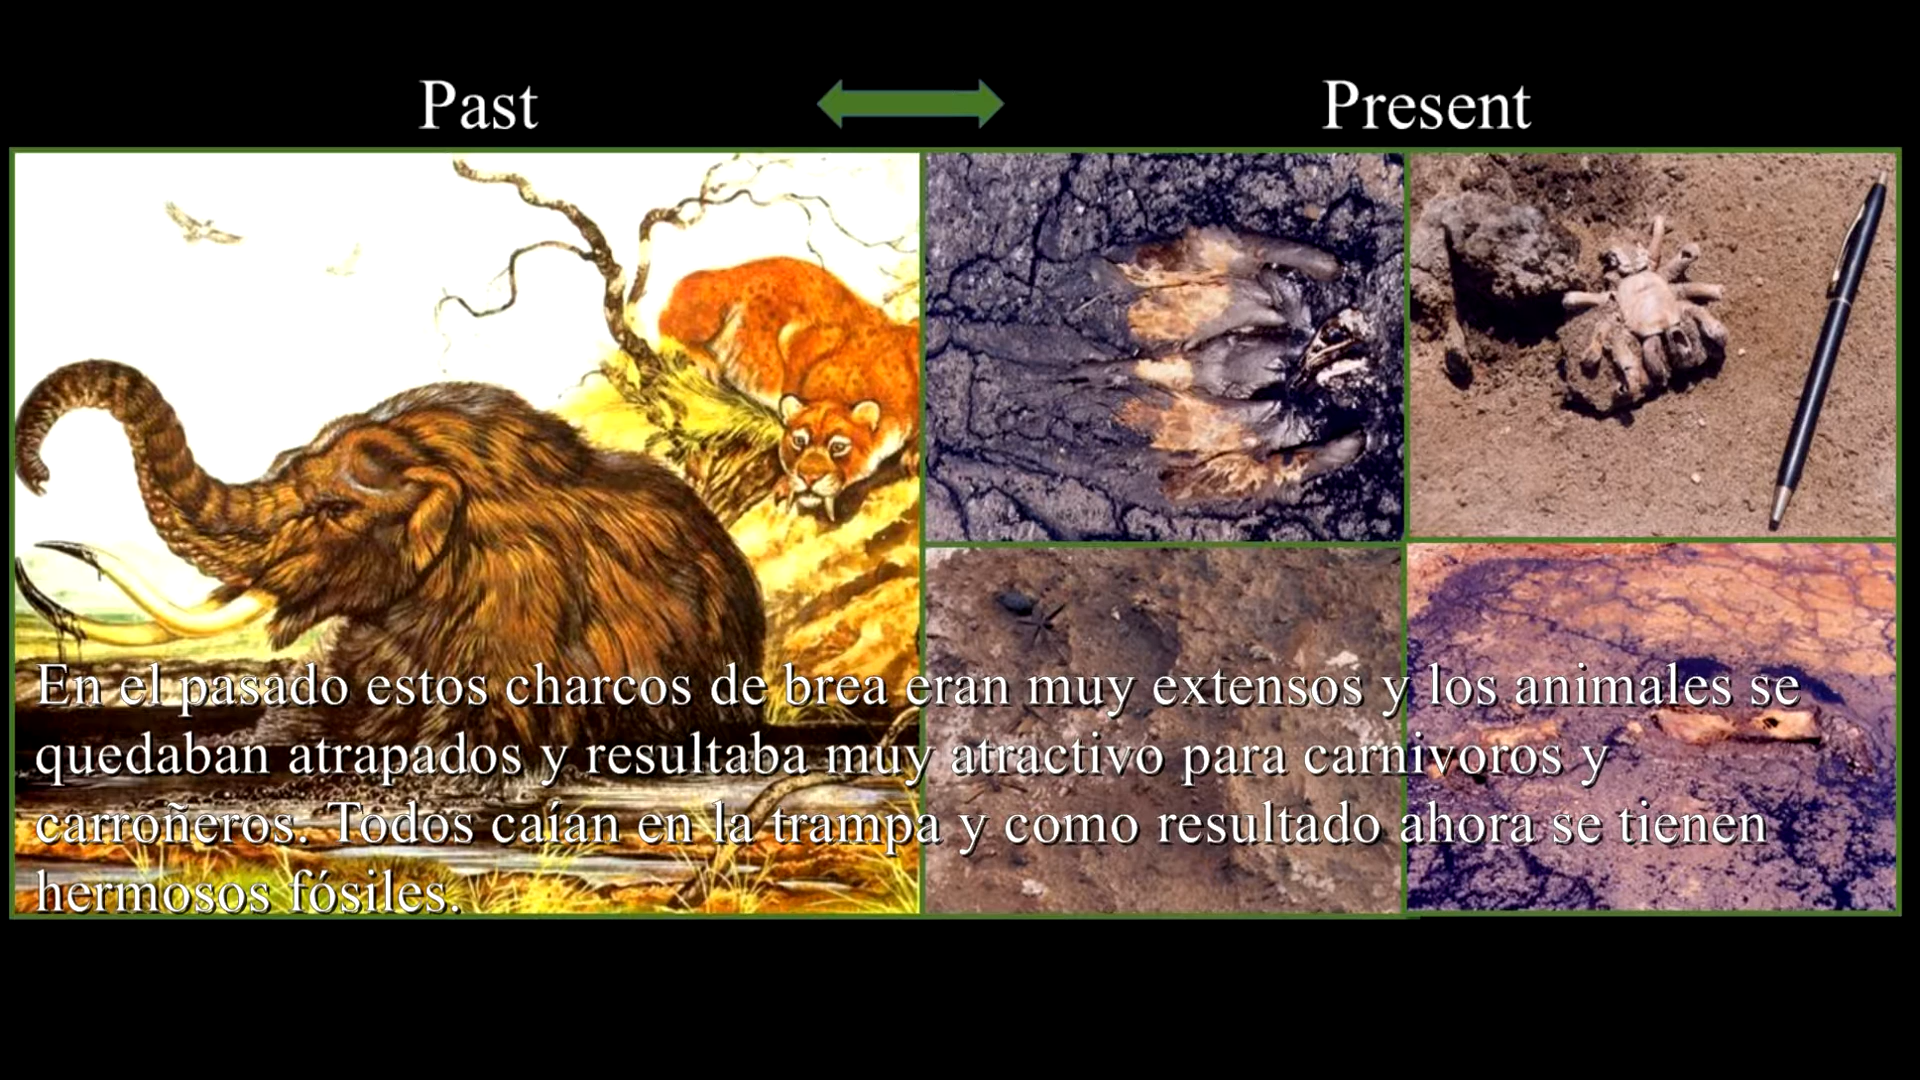 Past
Present
En el pasado estos charcos de brea eran muy extensos y los animales se
quedaban atrapados y resultaba muy atractivo para carnivoros y
carroñeros. Todos caían en la trampa y como resultado ahora se tienen
hermosos fósiles.